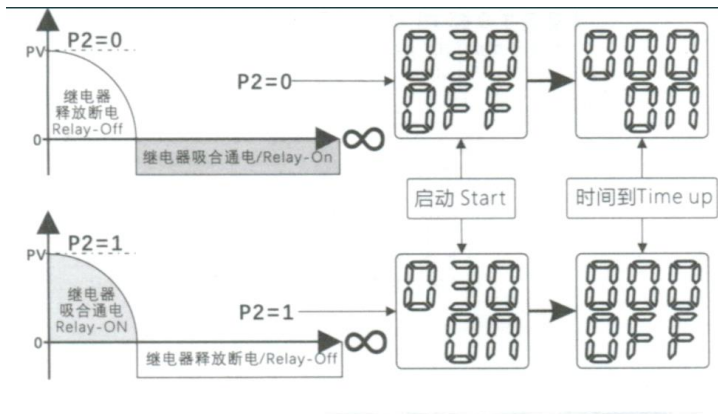 P2=0
PV
继电器
释放断电
Relay-Off
0
继电器吸合通电/Relay-On
∞
P2=0
030
OFF
000
ON
启动 Start
时间到Time up
P2=1
PV
继电器
吸合通电
Relay-ON
0
继电器释放断电/Relay-Off
∞
P2=1
030
ON
000
OFF